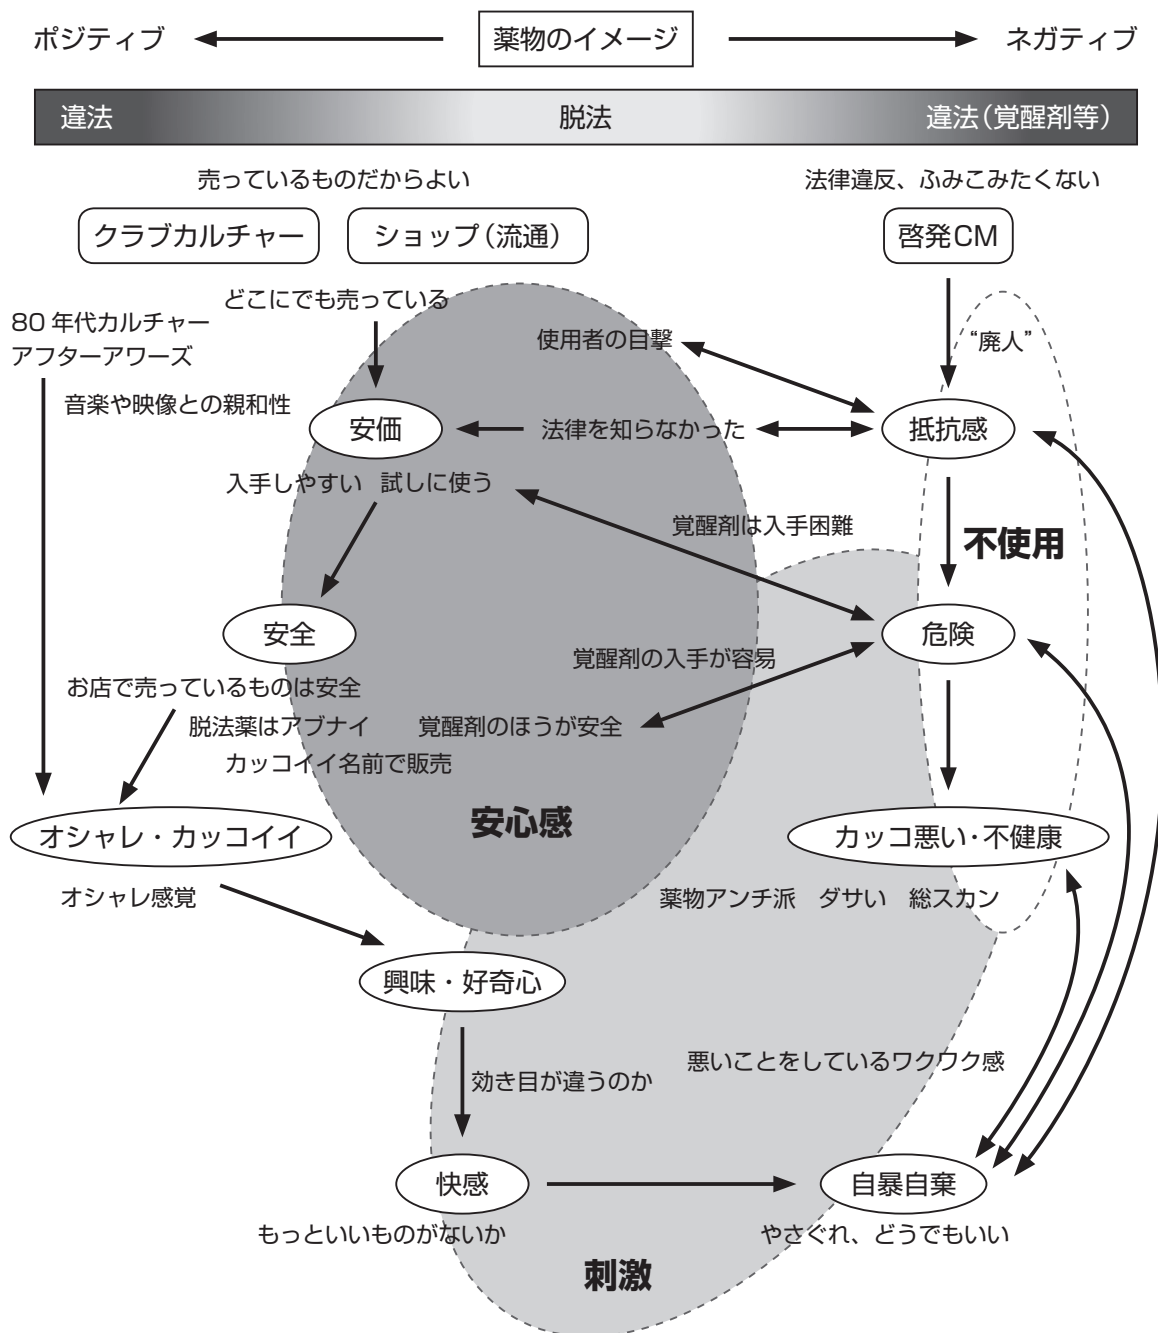 ポジティブ
薬物のイメージ
ネガティブ
違法
脱法
違法(覚醒剤等)
売っているものだからよい
法律違反、ふみこみたくない
クラブカルチャー
ショップ(流通)
啓発CM
どこにでも売っている
80 年代カルチャー
アフターアワーズ
使用者の目撃
“廃人”
音楽や映像との親和性
安価
法律を知らなかった
抵抗感
入手しやすい 試しに使う
覚醒剤は入手困難
不使用
安全
危険
覚醒剤の入手が容易
お店で売っているものは安全
脱法薬はアブナイ
覚醒剤のほうが安全
カッコイイ名前で販売
安心感
オシャレ・カッコイイ
カッコ悪い・不健康
オシャレ感覚
薬物アンチ派 ダサい 総スカン
興味・好奇心
悪いことをしているワクワク感
効き目が違うのか
快感
自暴自棄
もっといいものがないか
やさぐれ、どうでもいい
刺激